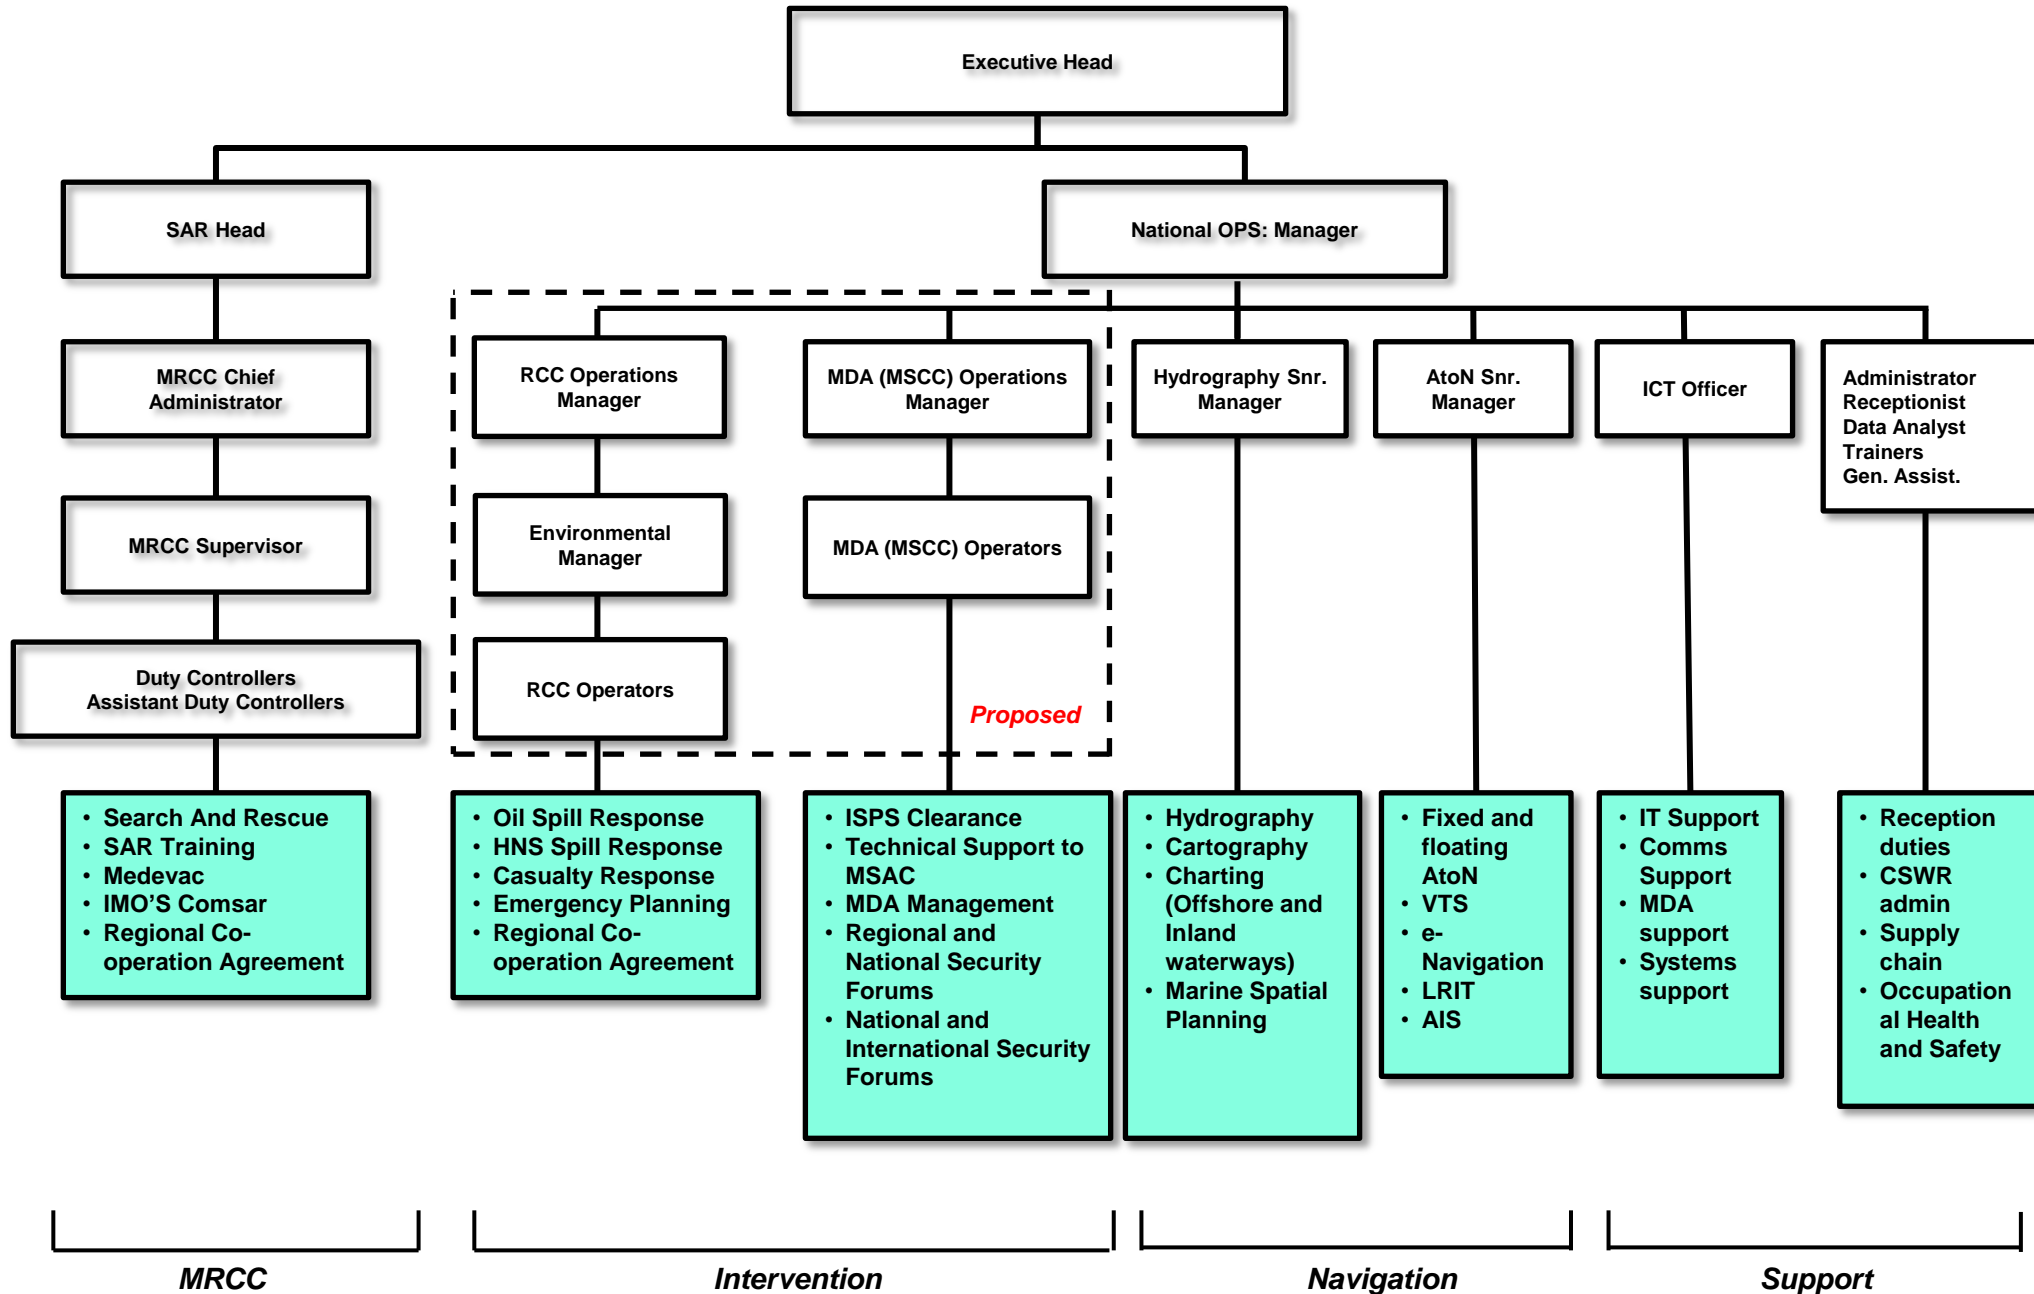 Executive Head
SAR Head
National OPS: Manager
MRCC Chief
Administrator
RCC Operations
Manager
MDA (MSCC) Operations
Manager
Hydrography Snr.
Manager
AtoN Snr.
Manager
ICT Officer
Administrator
Receptionist
Data Analyst
Trainers
Gen. Assist.
MRCC Supervisor
Environmental
Manager
MDA (MSCC) Operators
Duty Controllers
Assistant Duty Controllers
RCC Operators
Proposed
• Search And Rescue
• SAR Training
• Medevac
• IMO'S Comsar
• Regional Co-
operation Agreement
• Oil Spill Response
• HNS Spill Response
• Casualty Response
• Emergency Planning
• Regional Co-
operation Agreement
• ISPS Clearance
• Technical Support to
MSAC
• MDA Management
• Regional and
National Security
Forums
• National and
International Security
Forums
• Hydrography
• Cartography
• Charting
(Offshore and
Inland
waterways)
• Marine Spatial
Planning
• Fixed and
floating
AtoN
• VTS
• e-
Navigation
• LRIT
• AIS
• IT Support
• Comms
Support
• MDA
support
• Systems
support
• Reception
duties
• CSWR
admin
• Supply
chain
• Occupation
al Health
and Safety
MRCC
Intervention
Navigation
Support